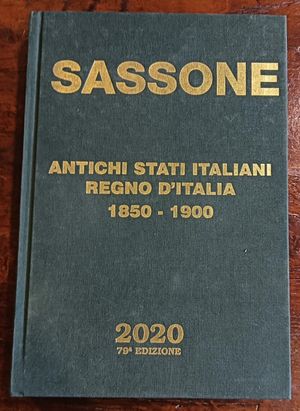 SASSONE
ANTICHI STATI ITALIANI
REGNO D'ITALIA
1850 - 1900
2020
79ª EDIZIONE